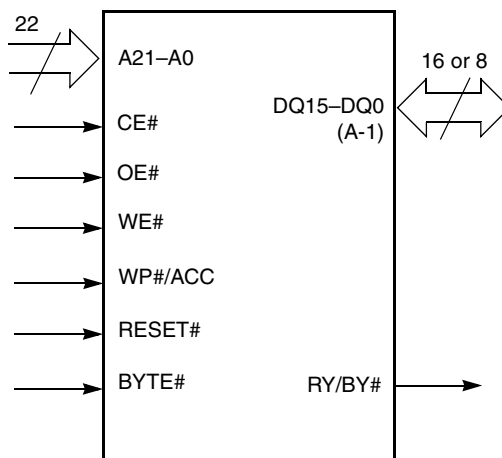 22
A21–A0
16 or 8
DQ15–DQ0
(A-1)
CE#
OE#
WE#
WP#/ACC
RESET#
BYTE#
RY/BY#